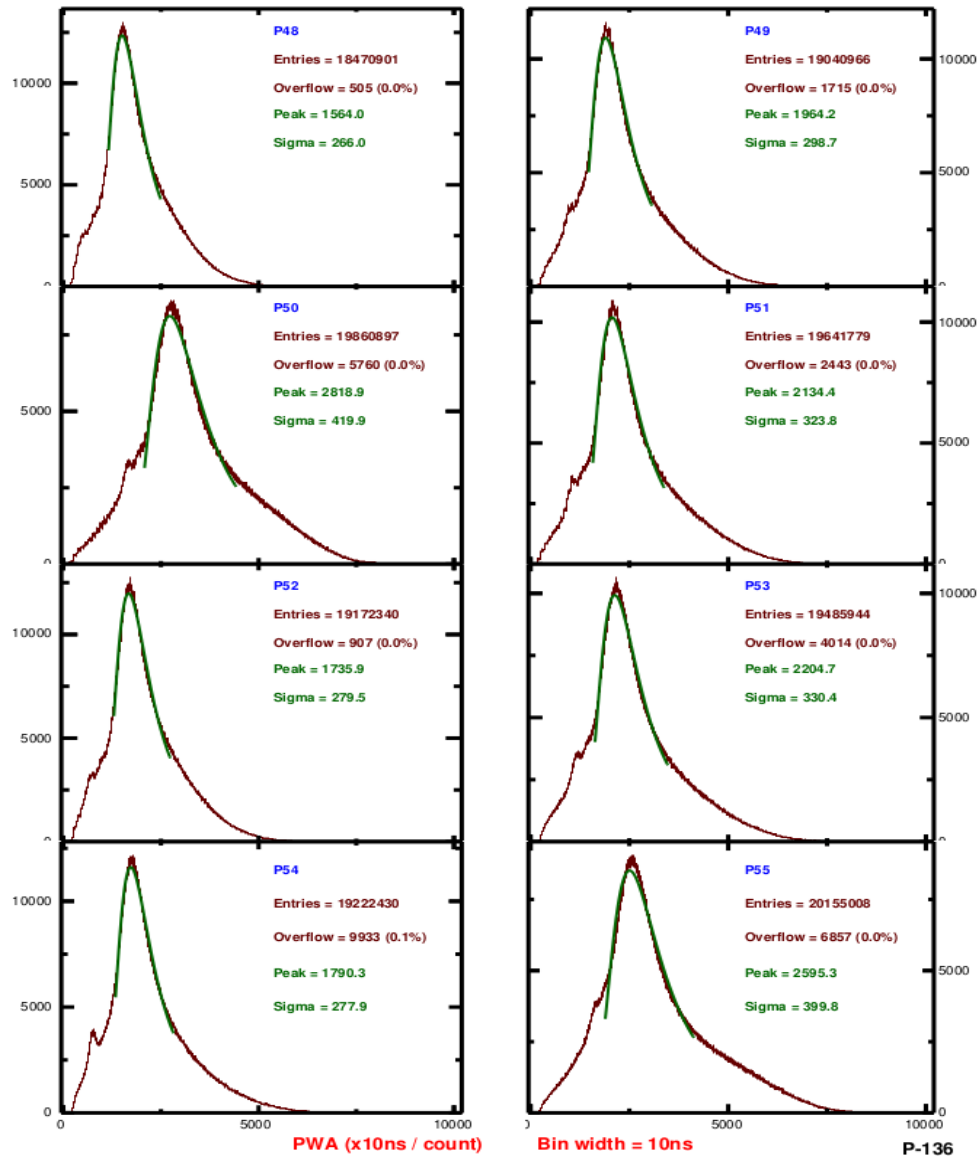 P48
Entries = 18470901
Overflow = 505 (0.0%)
Peak = 1564.0
Sigma = 266.0
10000
5000
0
P49
Entries = 19040966
Overflow = 1715 (0.0%)
Peak = 1964.2
Sigma = 298.7
10000
5000
0
P50
Entries = 19860897
Overflow = 5760 (0.0%)
Peak = 2818.9
Sigma = 419.9
5000
0
P51
Entries = 19641779
Overflow = 2443 (0.0%)
Peak = 2134.4
Sigma = 323.8
10000
5000
0
P52
Entries = 19172340
Overflow = 907 (0.0%)
Peak = 1735.9
Sigma = 279.5
10000
5000
0
P53
Entries = 19485944
Overflow = 4014 (0.0%)
Peak = 2204.7
Sigma = 330.4
10000
5000
0
P54
Entries = 19222430
Overflow = 9933 (0.1%)
Peak = 1790.3
Sigma = 277.9
10000
5000
0
P55
Entries = 20155008
Overflow = 6857 (0.0%)
Peak = 2595.3
Sigma = 399.8
5000
0
0 5000 10000
5000 10000
PWA (x10ns / count) Bin width = 10ns
P-136